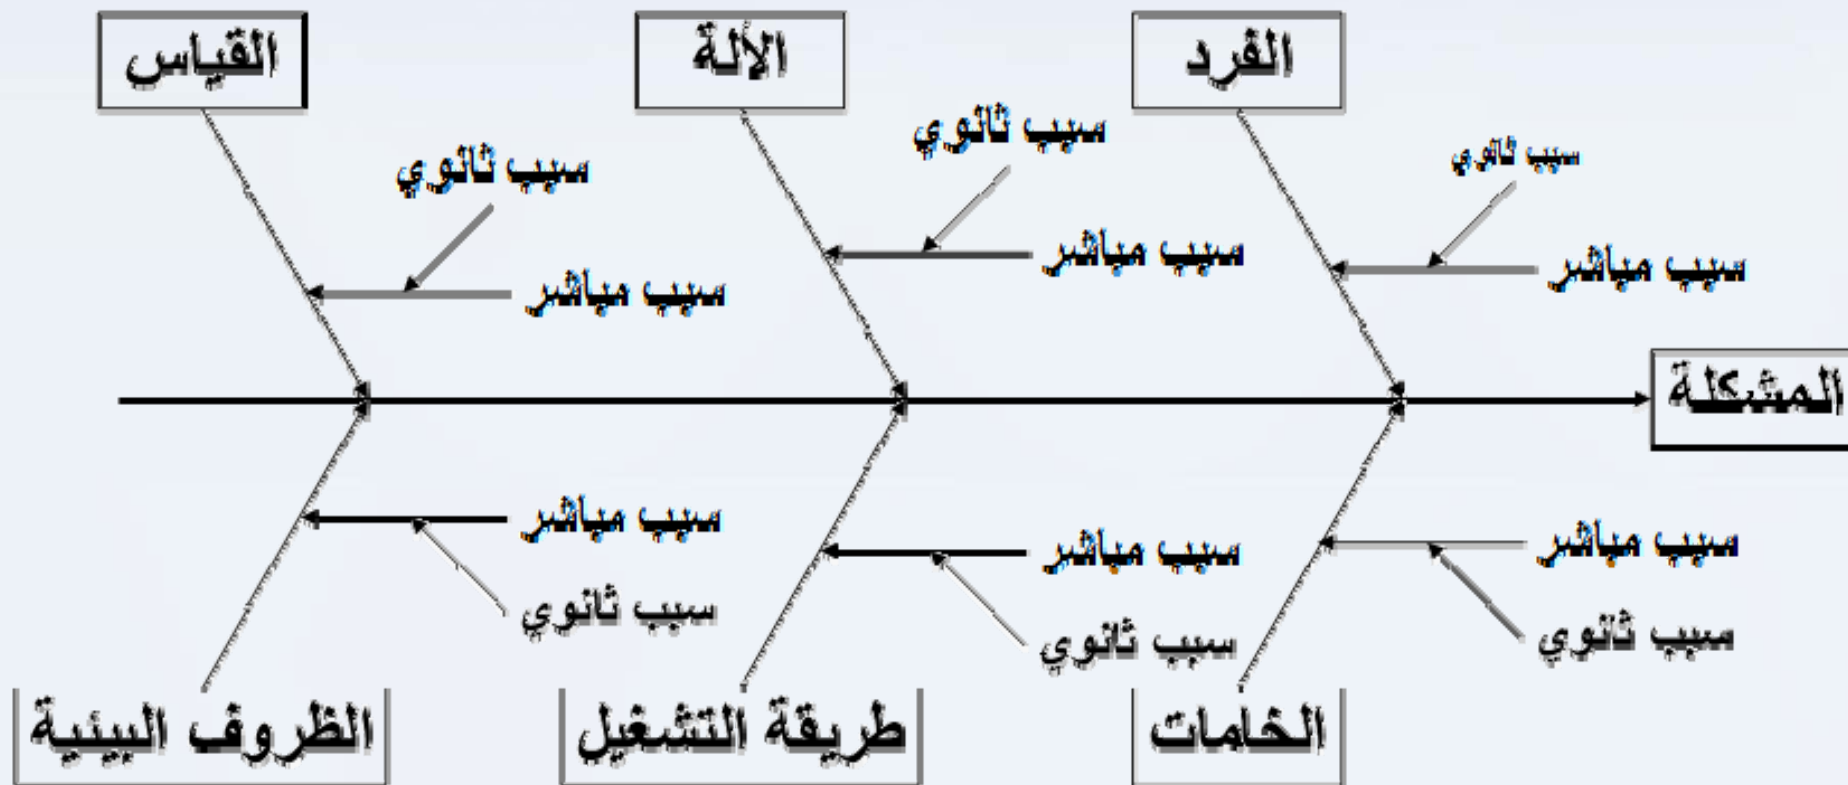 الفرد
الألة
القياس
سبب ثانوي
سبب ثانوي
سبب ثانوي
سبب مباشر
سبب مباشر
سبب مباشر
المشكلة
سبب مباشر
سبب مباشر
سبب مباشر
سبب ثانوي
سبب ثانوي
سبب ثانوي
الخامات
طريقة التشغيل
الظروف البيئية